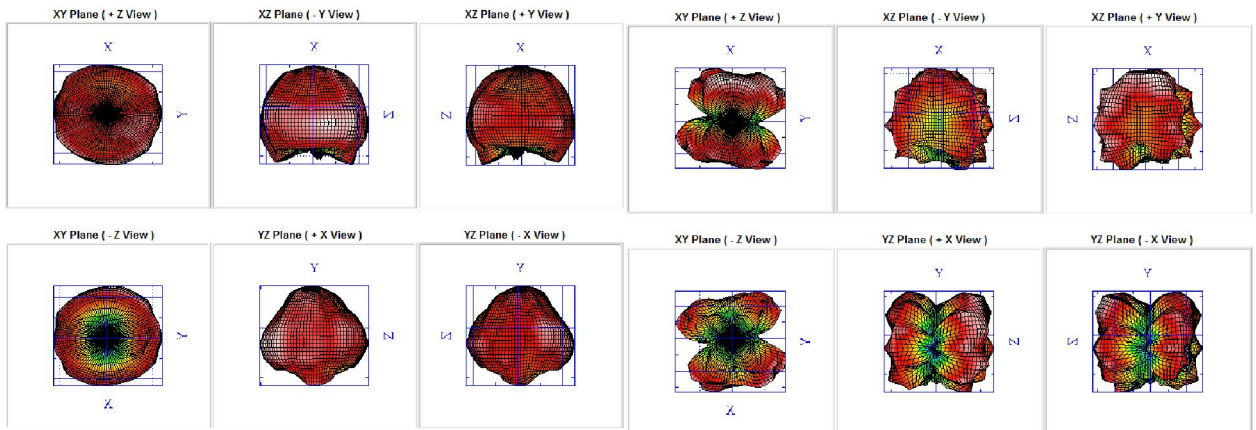 XY Plane ( + Z View )
XZ Plane ( - Y View )
XZ Plane ( + Y View )
XY Plane ( + Z View )
XZ Plane ( - Y View )
XZ Plane ( + Y View )
X
X
X
X
X
X
Y
Z
Z
Y
Z
Z
XY Plane ( - Z View )
YZ Plane ( + X View )
YZ Plane ( - X View )
XY Plane ( - Z View )
YZ Plane ( + X View )
YZ Plane ( - X View )
Y
Y
Y
Y
Y
Z
Z
Y
Z
Z
X
X